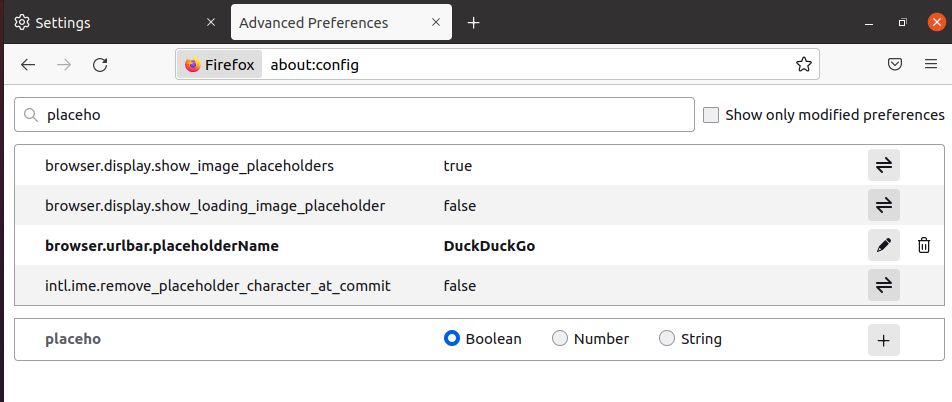 Settings
Advanced Preferences
Firefox about:config
placeho
Show only modified preferences
browser.display.show_image_placeholders true
browser.display.show_loading_image_placeholder false
browser.urlbar.placeholderName DuckDuckGo
intl.ime.remove_placeholder_character_at_commit false
placeho Boolean Number String